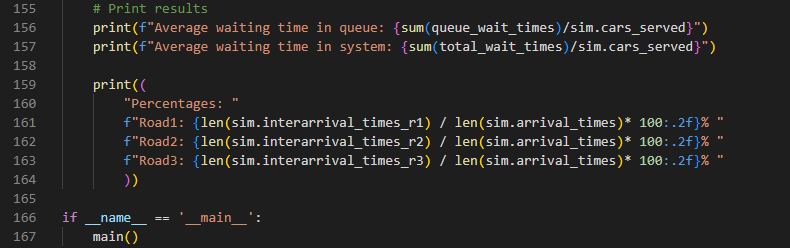 155 # Print results
156 print(f"Average waiting time in queue: {sum(queue_wait_times)/sim.cars_served}")
157 print(f"Average waiting time in system: {sum(total_wait_times)/sim.cars_served}")
158
159 print((
160 "Percentages: "
161 f"Road1: {len(sim.interarrival_times_r1) / len(sim.arrival_times)* 100:.2f}% "
162 f"Road2: {len(sim.interarrival_times_r2) / len(sim.arrival_times)* 100:.2f}% "
163 f"Road3: {len(sim.interarrival_times_r3) / len(sim.arrival_times)* 100:.2f}% "
164 ))
165
166 if __name__ == '__main__':
167 main()